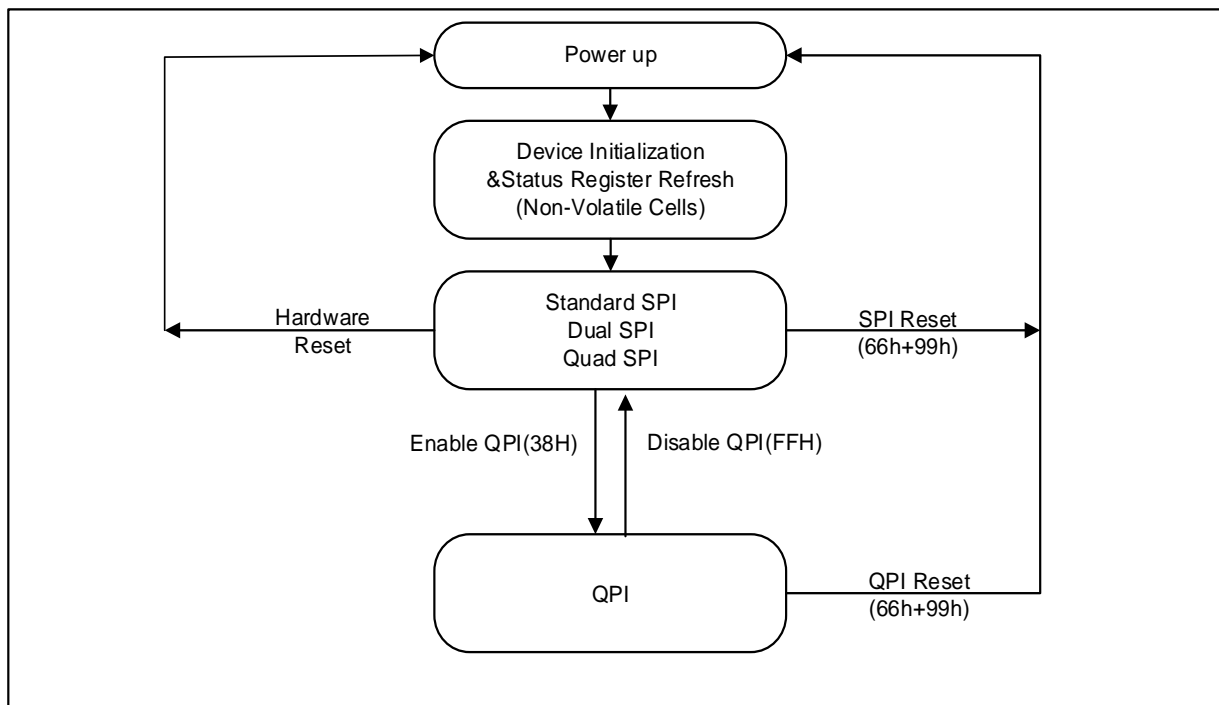 Power up
Device Initialization
&Status Register Refresh
(Non-Volatile Cells)
Standard SPI
Dual SPI
Quad SPI
Hardware
Reset
SPI Reset
(66h+99h)
Enable QPI(38H)
Disable QPI(FFH)
QPI
QPI Reset
(66h+99h)